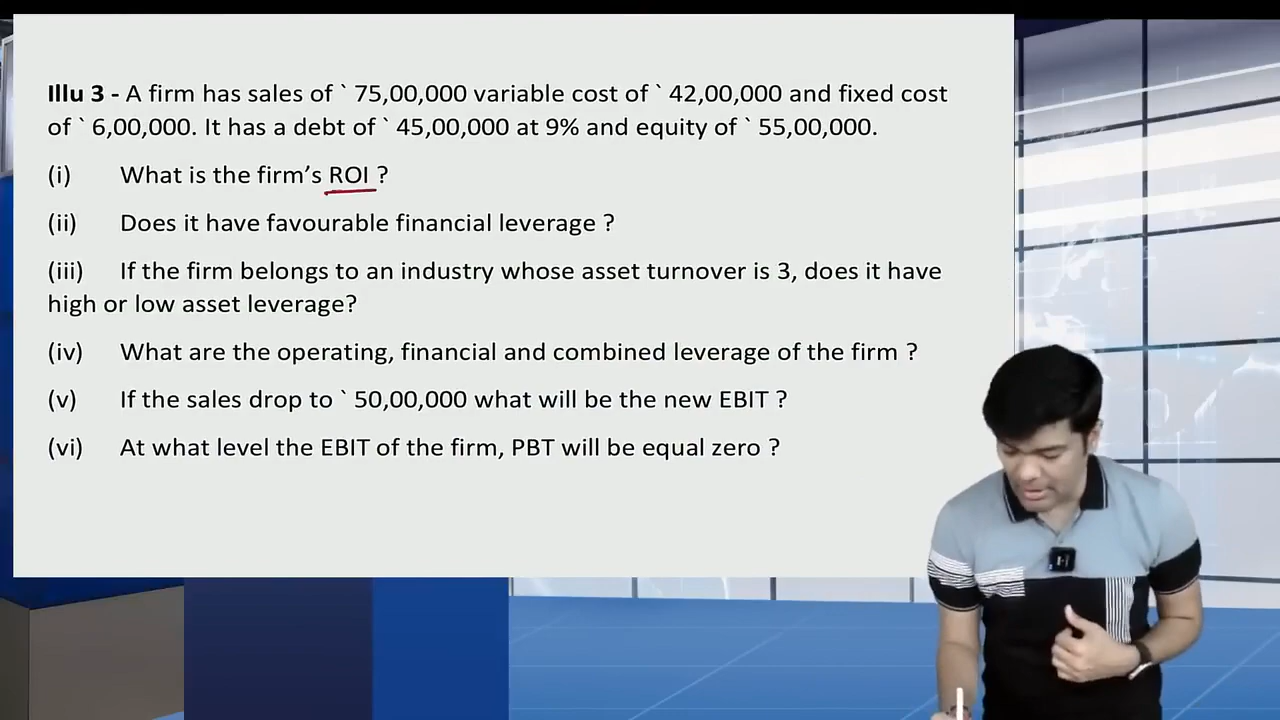 Illu 3 - A firm has sales of ` 75,00,000 variable cost of ` 42,00,000 and fixed cost
of ` 6,00,000. It has a debt of ` 45,00,000 at 9% and equity of ` 55,00,000.
(i) What is the firm’s ROI ?
(ii) Does it have favourable financial leverage ?
(iii) If the firm belongs to an industry whose asset turnover is 3, does it have
high or low asset leverage?
(iv) What are the operating, financial and combined leverage of the firm ?
(v) If the sales drop to ` 50,00,000 what will be the new EBIT ?
(vi) At what level the EBIT of the firm, PBT will be equal zero ?